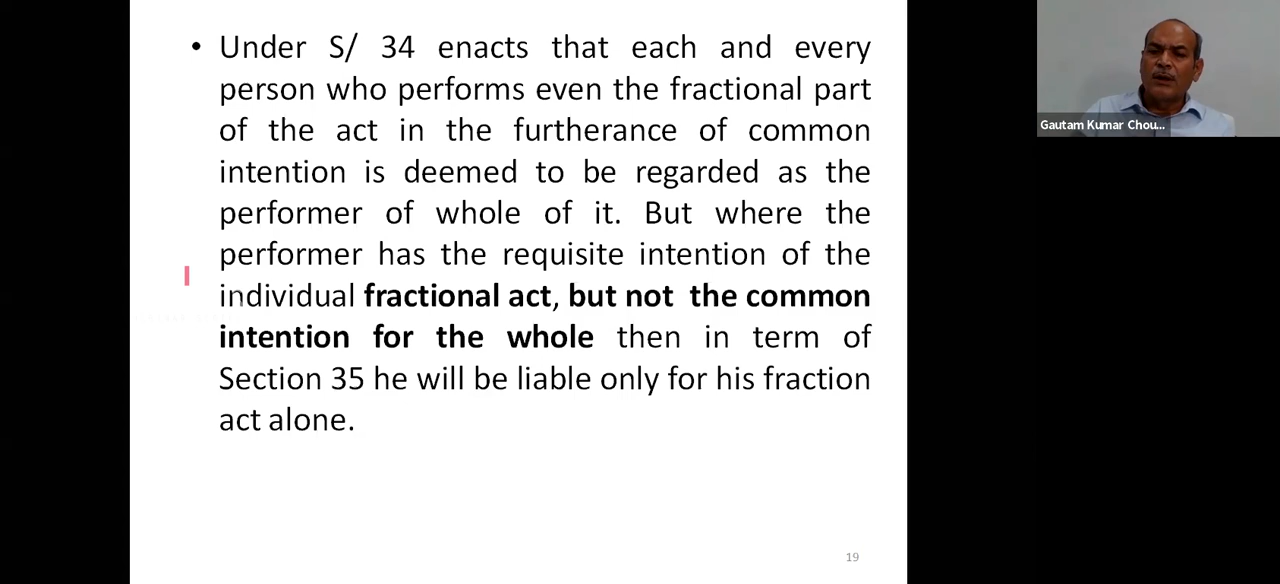 • Under S/ 34 enacts that each and every
person who performs even the fractional part
of the act in the furtherance of common
intention is deemed to be regarded as the
performer of whole of it. But where the
performer has the requisite intention of the
individual fractional act, but not the common
intention for the whole then in term of
Section 35 he will be liable only for his fraction
act alone.
Gautam Kumar Chou...
19